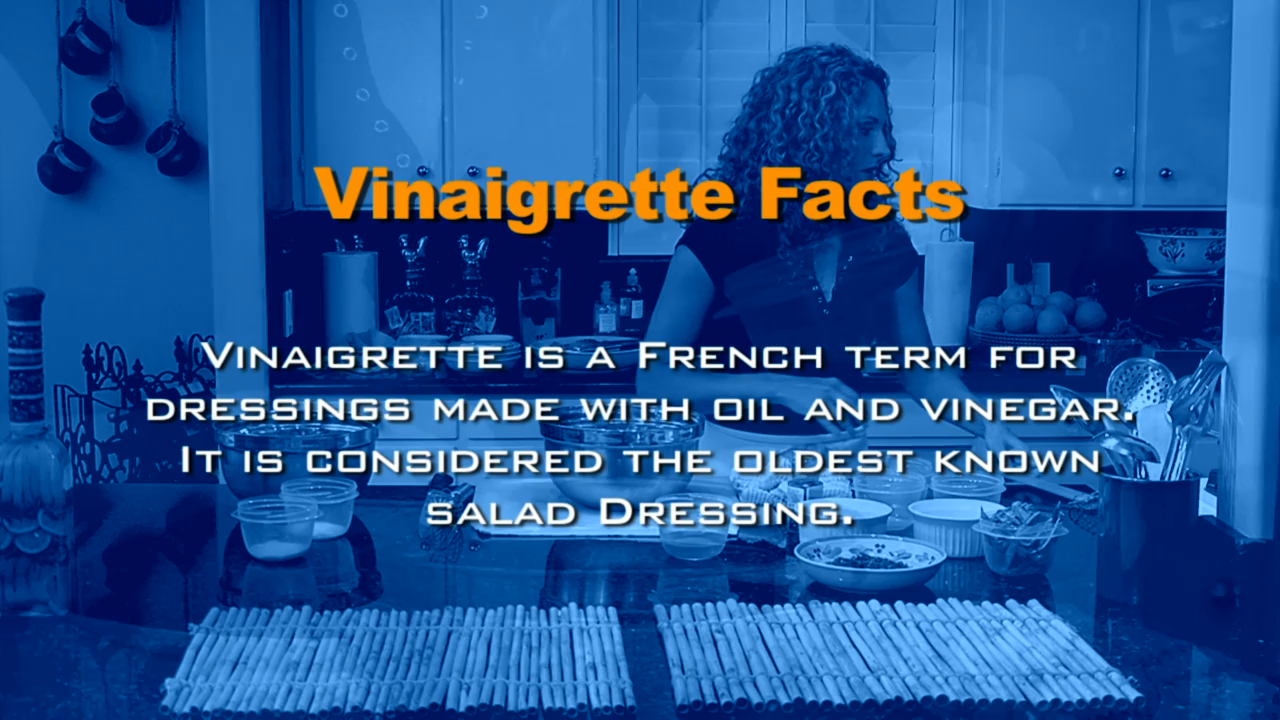 Vinaigrette Facts
Vinaigrette is a French term for
dressings made with oil and vinegar.
It is considered the oldest known
salad Dressing.